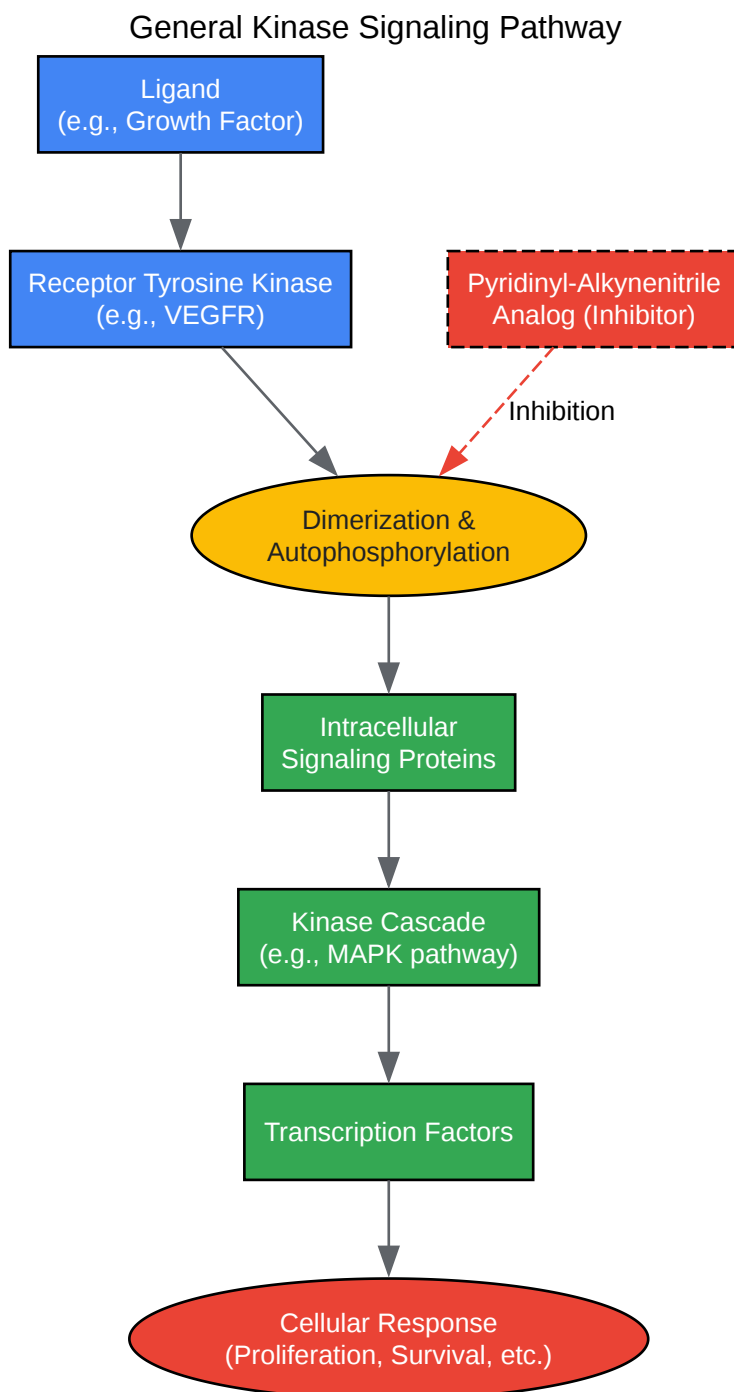 General Kinase Signaling Pathway
Ligand
(e.g., Growth Factor)
Receptor Tyrosine Kinase
(e.g., VEGFR)
Pyridinyl-Alkynenitrile
Analog (Inhibitor)
Inhibition
Dimerization &
Autophosphorylation
Intracellular
Signaling Proteins
Kinase Cascade
(e.g., MAPK pathway)
Transcription Factors
Cellular Response
(Proliferation, Survival, etc.)